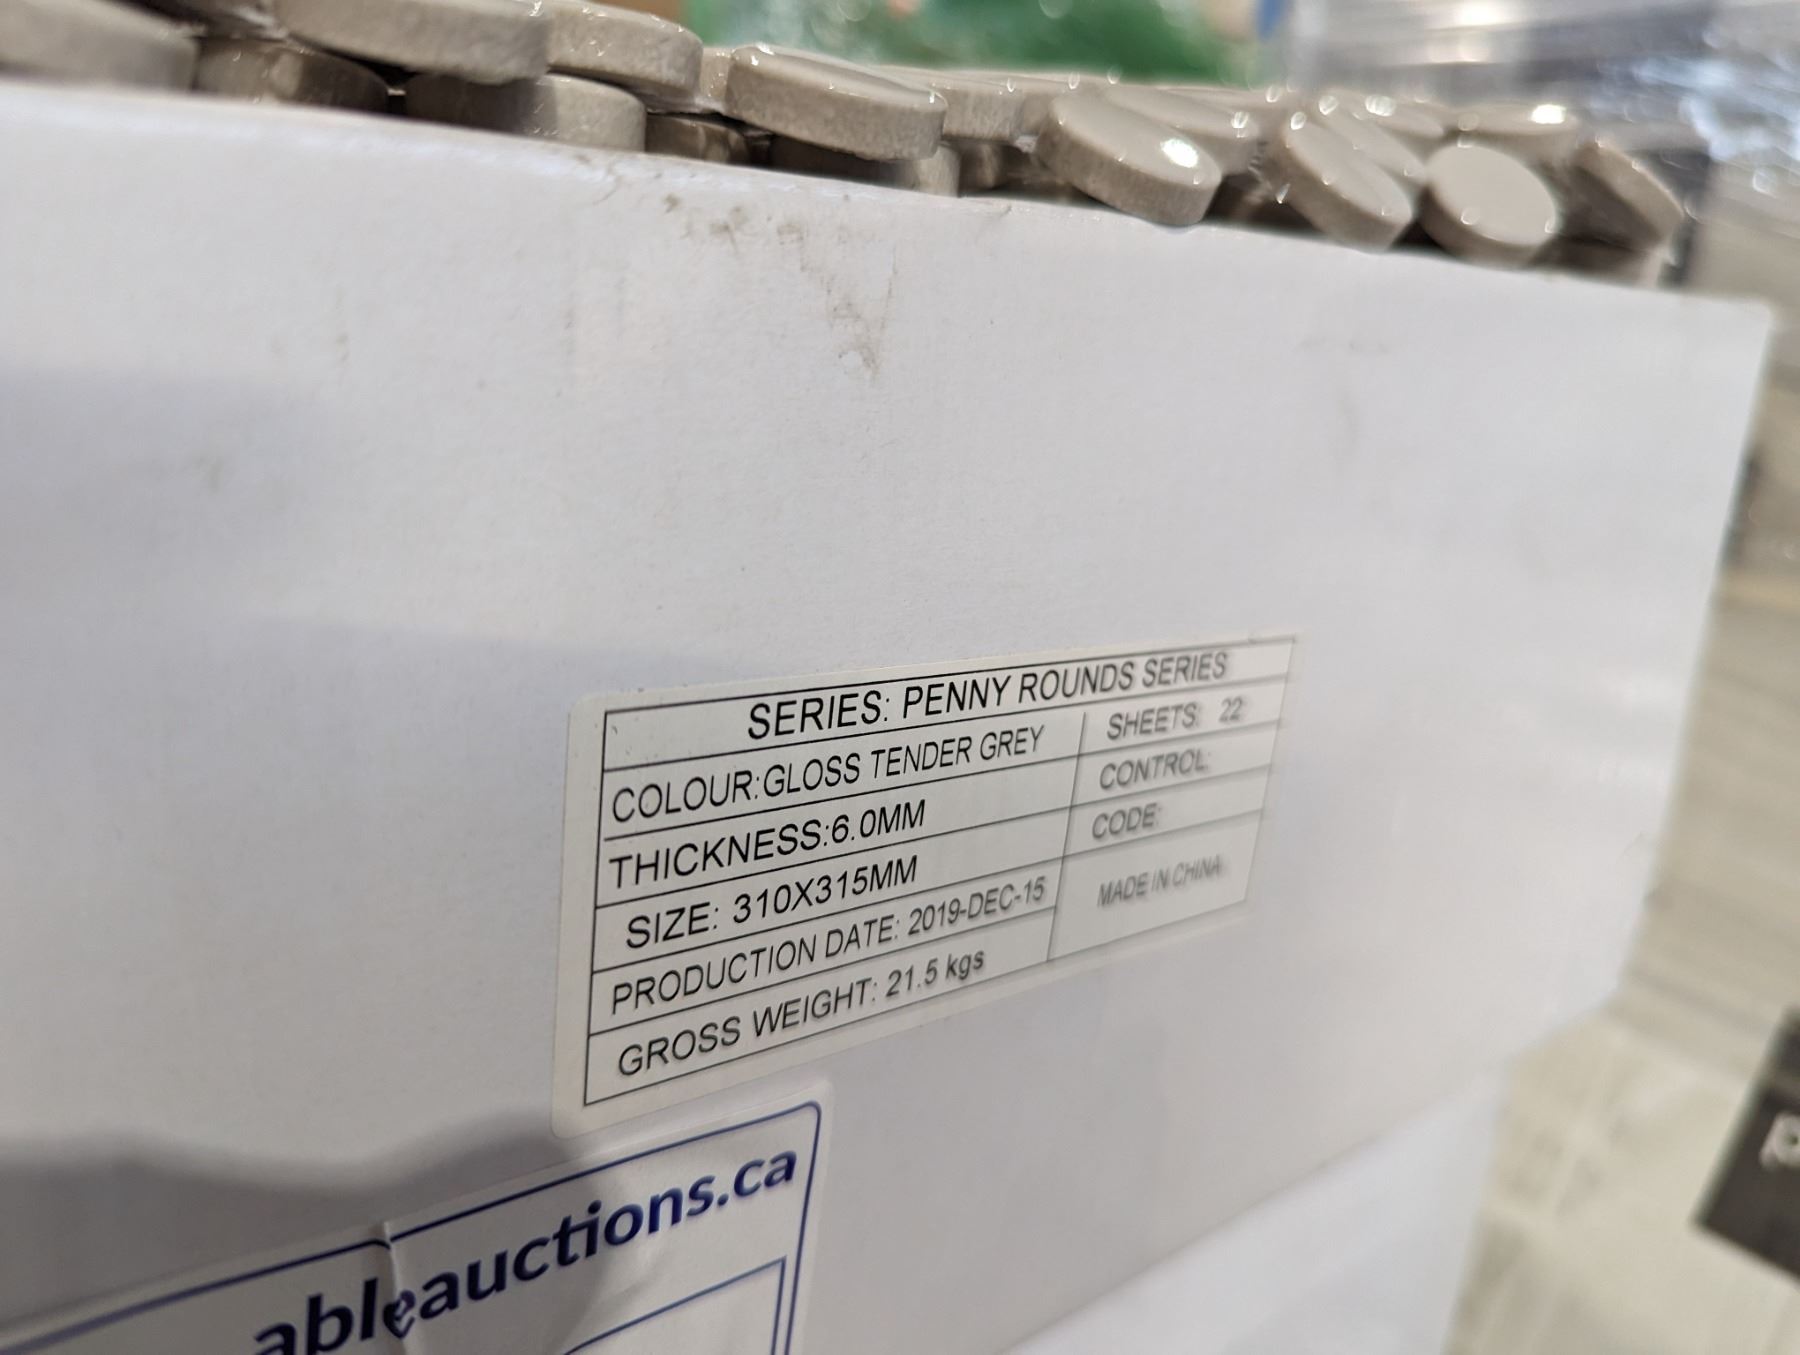 SERIES: PENNY ROUNDS SERIES
COLOUR:GLOSS TENDER GREY
SHEETS: 22
THICKNESS:6.0MM
CONTROL:
SIZE: 310X315MM
CODE:
PRODUCTION DATE: 2019-DEC-15
MADE IN CHINA
GROSS WEIGHT: 21.5 kgs
ableauctions.ca